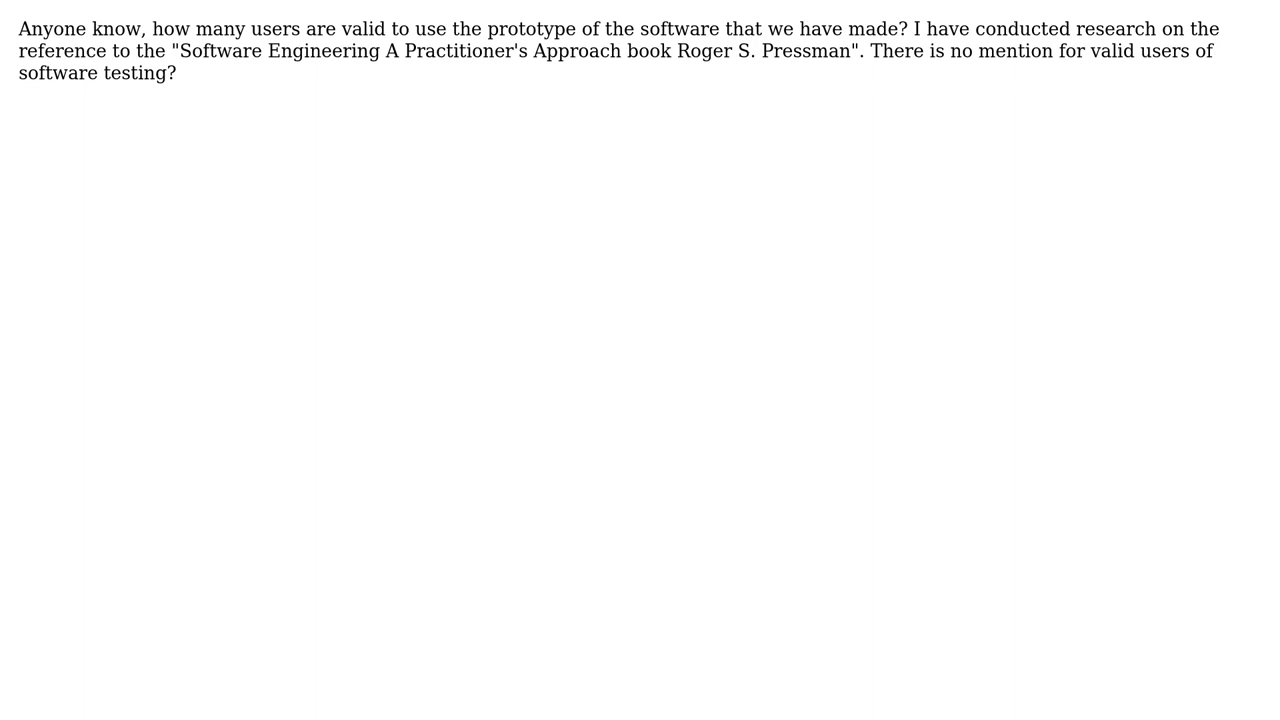 Anyone know, how many users are valid to use the prototype of the software that we have made? I have conducted research on the
reference to the "Software Engineering A Practitioner's Approach book Roger S. Pressman". There is no mention for valid users of
software testing?